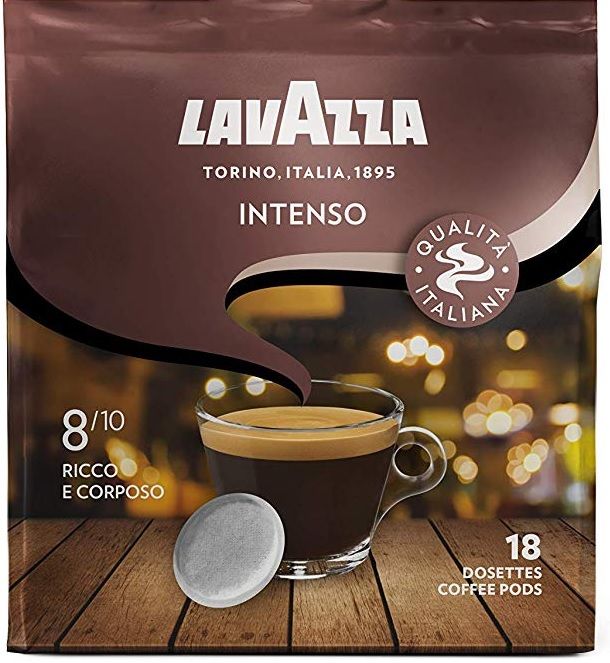 LAVAZZA
TORINO, ITALIA, 1895
INTENSO
QUALITÀ
ITALIANA
8/10
RICCO
E CORPOSO
18
DOSETTES
COFFEE PODS